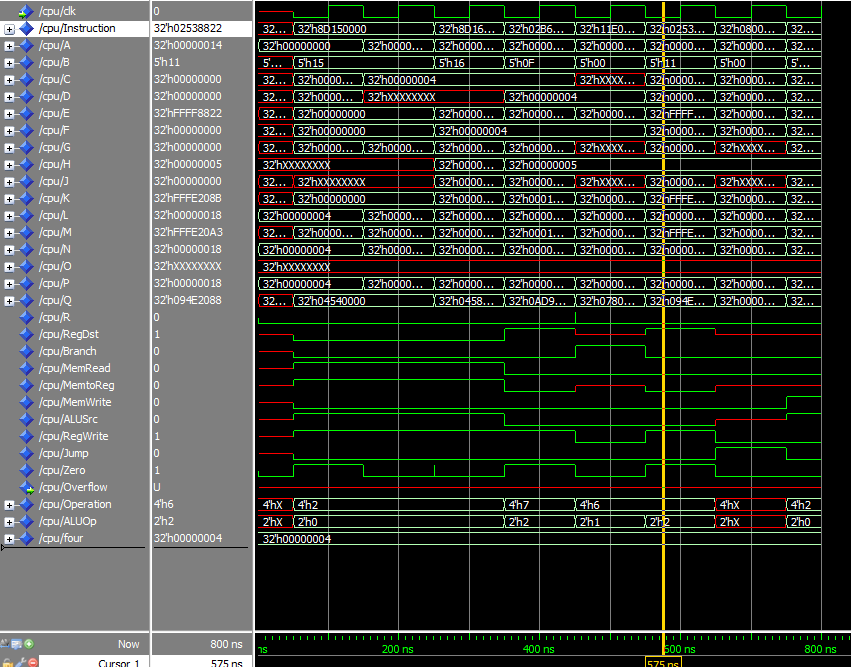 /cpu/clk 0
/cpu/Instruction 32'h02538822 32... 32'h8D150000 32'h8D16... 32'h02B6... 32'h11E0... 32'h0253... 32'h0800... 32...
/cpu/A 32'h00000014 32'h00000000 32'h0000... 32'h0000... 32'h0000... 32'h0000... 32'h0000... 32'h0000... 32...
/cpu/B 5'h11 5'... 5'h15 5'h16 5'h0F 5'h00 5'h11 5'h00 5'...
/cpu/C 32'h00000000 32... 32'h0000... 32'h00000004 32'hXXXX... 32'h0000... 32'h0000... 32...
/cpu/D 32'h00000000 32... 32'h0000... 32'hXXXXXXXX 32'h00000004 32'h0000... 32'h0000... 32...
/cpu/E 32'hFFFF8822 32... 32'h00000000 32'h0000... 32'h0000... 32'h0000... 32'hFFFF... 32'h0000... 32...
/cpu/F 32'h00000000 32... 32'h00000000 32'h00000004 32'h0000... 32'h0000... 32...
/cpu/G 32'h00000000 32... 32'h0000... 32'h0000... 32'h0000... 32'h0000... 32'hXXXX... 32'h0000... 32'hXXXX... 32...
/cpu/H 32'h00000005 32'hXXXXXXXX 32'h0000... 32'h00000005
/cpu/J 32'h00000000 32... 32'hXXXXXXXX 32'h0000... 32'h0000... 32'hXXXX... 32'h0000... 32'hXXXX... 32...
/cpu/K 32'hFFFE208B 32... 32'h00000000 32'h0000... 32'h0001... 32'h0000... 32'hFFFE... 32'h0000... 32...
/cpu/L 32'h00000018 32'h00000004 32'h0000... 32'h0000... 32'h0000... 32'h0000... 32'h0000... 32'h0000... 32...
/cpu/M 32'hFFFE20A3 32... 32'h0000... 32'h0000... 32'h0000... 32'h0001... 32'h0000... 32'hFFFE... 32'h0000... 32...
/cpu/N 32'h00000018 32'h00000004 32'h0000... 32'h0000... 32'h0000... 32'h0000... 32'h0000... 32'h0000... 32...
/cpu/O 32'hXXXXXXXX 32'hXXXXXXXX
/cpu/P 32'h00000018 32'h00000004 32'h0000... 32'h0000... 32'h0000... 32'h0000... 32'h0000... 32'h0000... 32...
/cpu/Q 32'h094E2088 32... 32'h04540000 32'h0458... 32'h0AD9... 32'h0780... 32'h094E... 32'h0000... 32...
/cpu/R 0
/cpu/RegDst 1
/cpu/Branch 0
/cpu/MemRead 0
/cpu/MemtoReg 0
/cpu/MemWrite 0
/cpu/ALUSrc 0
/cpu/RegWrite 1
/cpu/Jump 0
/cpu/Zero 1
/cpu/Overflow U
/cpu/Operation 4'h6 4'hX 4'h2 4'h7 4'h6 4'hX 4'h2
/cpu/ALUOp 2'h2 2'hX 2'h0 2'h2 2'h1 2'h2 2'hX 2'h0
/cpu/four 32'h00000004 32'h00000004
Now 800 ns ns 200 ns 400 ns 600 ns 800 ns
Cursor 1 575 ns 575 ns